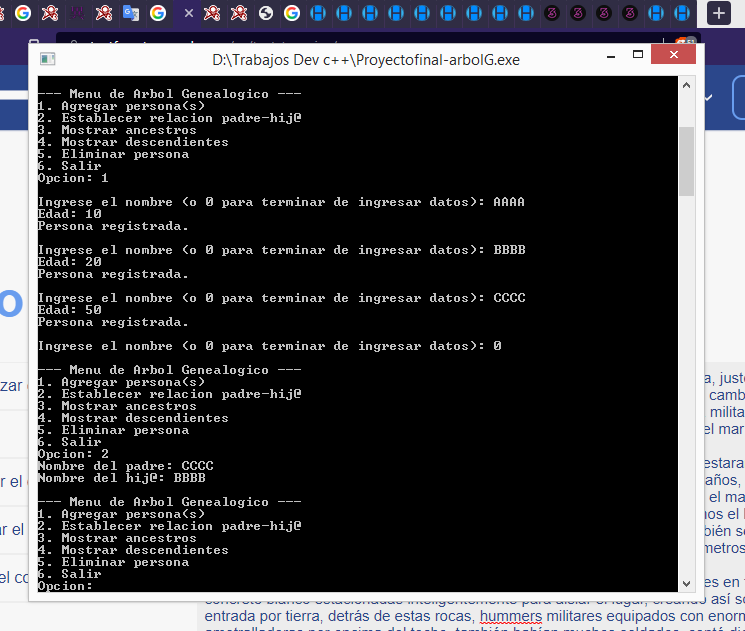 D:\Trabajos Dev c++\Proyectofinal-arbolG.exe
--- Menu de Arbol Genealogico ---
1. Agregar persona(s)
2. Establecer relacion padre-hij@
3. Mostrar ancestros
4. Mostrar descendientes
5. Eliminar persona
6. Salir
Opcion: 1
Ingrese el nombre (o 0 para terminar de ingresar datos): AAAA
Edad: 10
Persona registrada.
Ingrese el nombre (o 0 para terminar de ingresar datos): BBBB
Edad: 20
Persona registrada.
Ingrese el nombre (o 0 para terminar de ingresar datos): CCCC
Edad: 50
Persona registrada.
Ingrese el nombre (o 0 para terminar de ingresar datos): 0
--- Menu de Arbol Genealogico ---
1. Agregar persona(s)
2. Establecer relacion padre-hij@
3. Mostrar ancestros
4. Mostrar descendientes
5. Eliminar persona
6. Salir
Opcion: 2
Nombre del padre: CCCC
Nombre del hij@: BBBB
--- Menu de Arbol Genealogico ---
1. Agregar persona(s)
2. Establecer relacion padre-hij@
3. Mostrar ancestros
4. Mostrar descendientes
5. Eliminar persona
6. Salir
Opcion:
entrada por tierra, detrás de estas rocas, hummers militares equipados con enorm